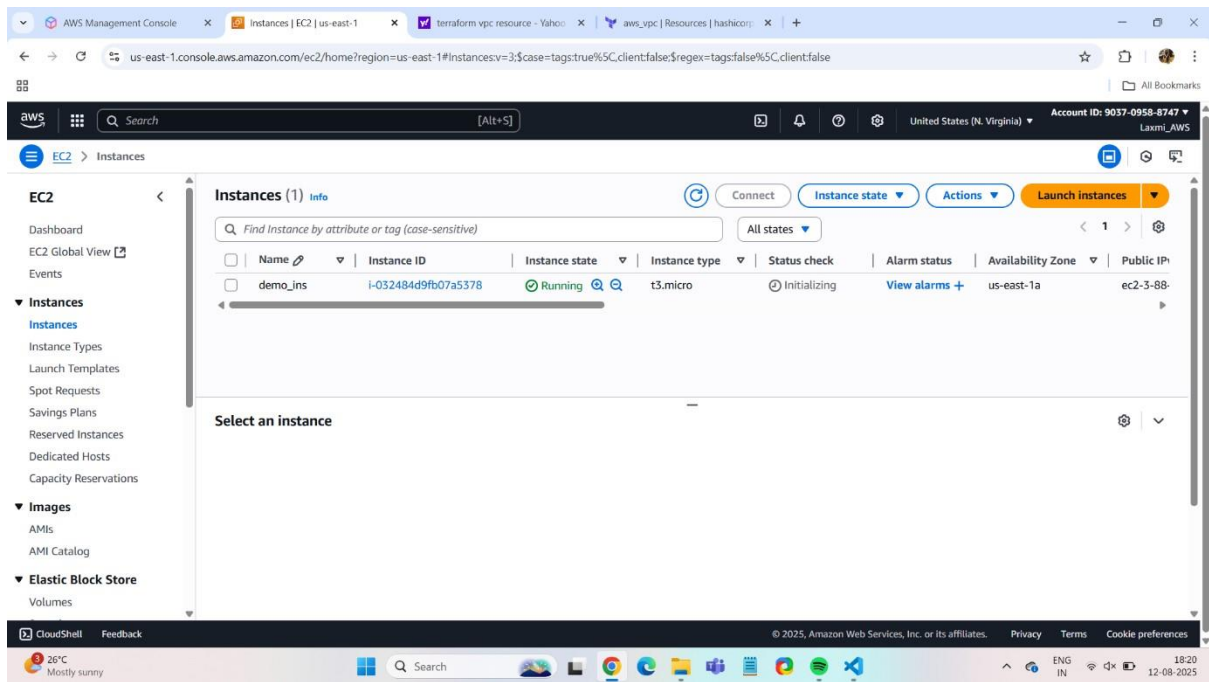 AWS Management Console
Instances | EC2 | us-east-1
terraform vpc resource - Yahoo
aws_vpc | Resources | hashicorp
us-east-1.console.aws.amazon.com/ec2/home?region=us-east-1#Instances:v=3;$case=tags:true%5C,client:false;$regex=tags:false%5C,client:false
All Bookmarks
aws
Search
[Alt+S]
United States (N. Virginia)
Account ID: 9037-0958-8747
Laxmi_AWS
EC2 > Instances
EC2
Dashboard
EC2 Global View
Events
Instances
Instances
Instance Types
Launch Templates
Spot Requests
Savings Plans
Reserved Instances
Dedicated Hosts
Capacity Reservations
Images
AMIs
AMI Catalog
Elastic Block Store
Volumes
Instances (1) Info
Connect
Instance state
Actions
Launch instances
Find Instance by attribute or tag (case-sensitive)
All states
1
Name Instance ID Instance state Instance type Status check Alarm status Availability Zone Public IP
demo_ins i-032484d9fb07a5378 Running t3.micro Initializing View alarms + us-east-1a ec2-3-88-
Select an instance
CloudShell Feedback
© 2025, Amazon Web Services, Inc. or its affiliates. Privacy Terms Cookie preferences
3
26°C
Mostly sunny
Search
ENG
IN
18:20
12-08-2025